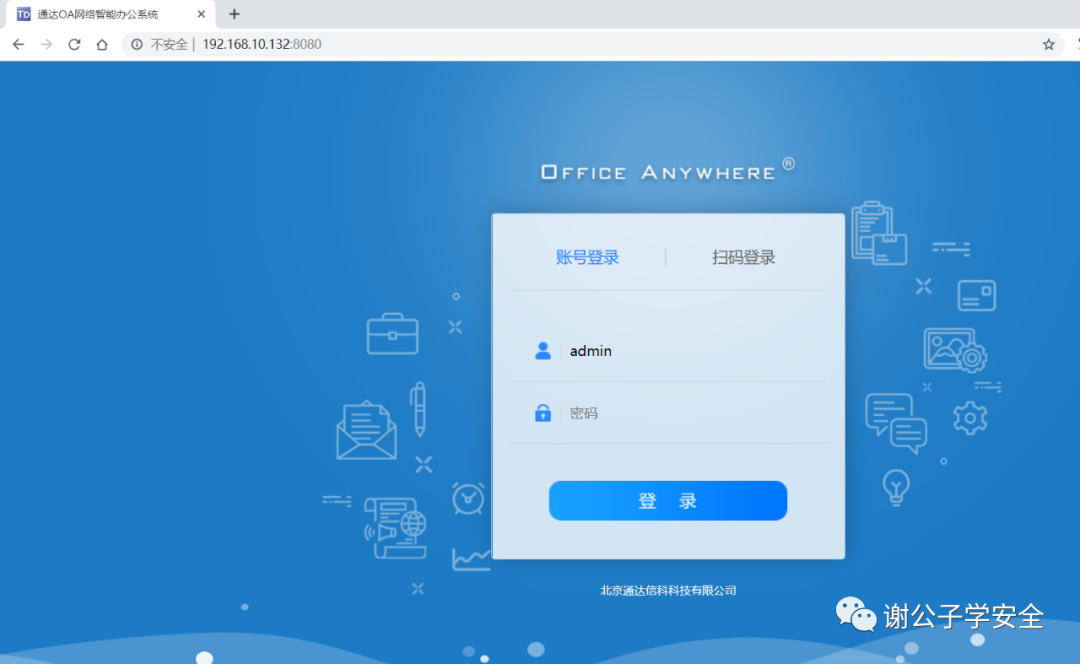 TD 通达OA网络智能办公系统
不安全 | 192.168.10.132:8080
OFFICE ANYWHERE ®
账号登录 | 扫码登录
admin
密码
登 录
北京通达信科科技有限公司
谢公子学安全